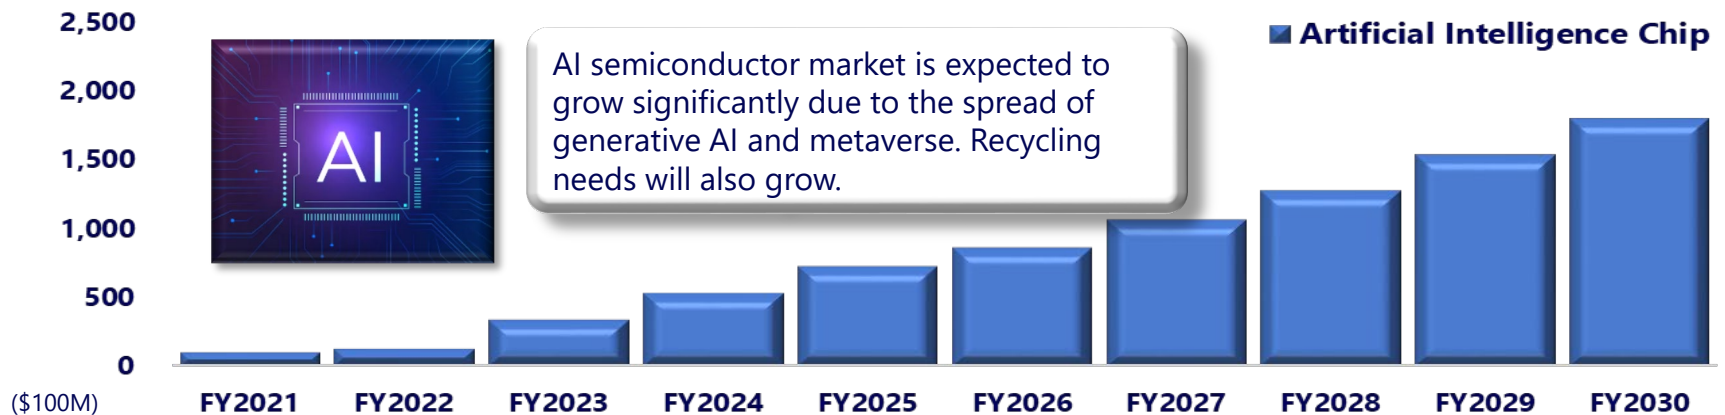 2,500
2,000
1,500
1,000
500
0
($100M)
AI
AI semiconductor market is expected to
grow significantly due to the spread of
generative AI and metaverse. Recycling
needs will also grow.
Artificial Intelligence Chip
FY2021 FY2022 FY2023 FY2024 FY2025 FY2026 FY2027 FY2028 FY2029 FY2030